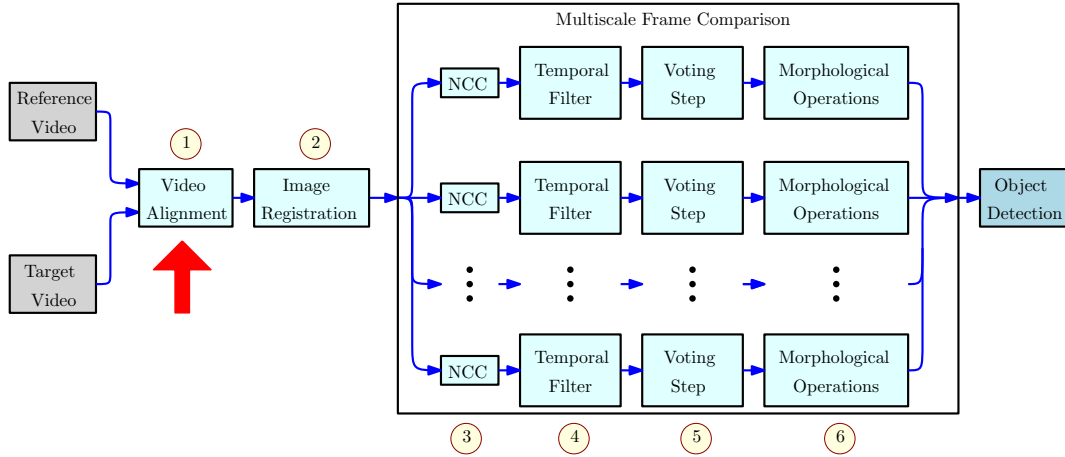 Multiscale Frame Comparison
Reference
Video
Target
Video
1
Video
Alignment
2
Image
Registration
NCC
Temporal
Filter
Voting
Step
Morphological
Operations
NCC
Temporal
Filter
Voting
Step
Morphological
Operations
NCC
Temporal
Filter
Voting
Step
Morphological
Operations
3
4
5
6
Object
Detection